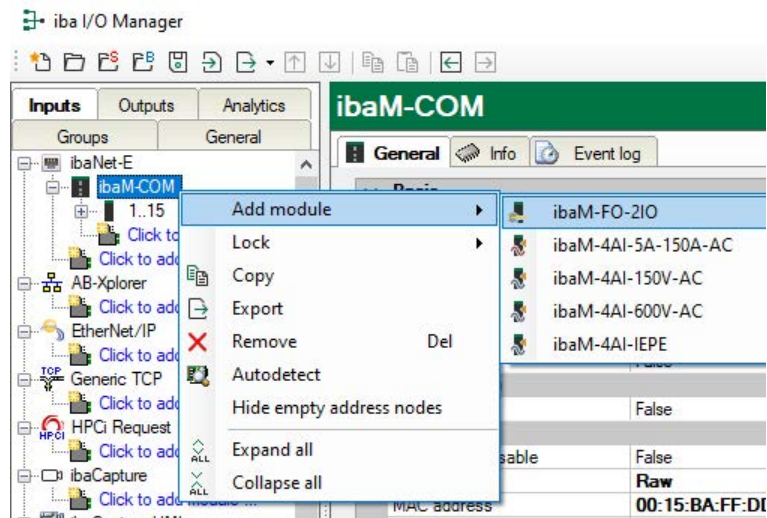 iba I/O Manager
Inputs Outputs Analytics
Groups General
ibaM-COM
General Info Event log
ibaNet-E
ibaM-COM
1..15
Click to
Click to add
AB-Xplorer
Click to add
EtherNet/IP
Click to add
TCP Generic TCP
Click to add
HPCi HPCi Request
Click to add
ibaCapture
Click to add
Add module
Lock
Copy
Export
Remove Del
Autodetect
Hide empty address nodes
ALL Expand all
ALL Collapse all
ibaM-FO-2IO
ibaM-4AI-5A-150A-AC
ibaM-4AI-150V-AC
ibaM-4AI-600V-AC
ibaM-4AI-IEPE
False
sable False
Raw
MAC address 00:15:BA:FF:DD